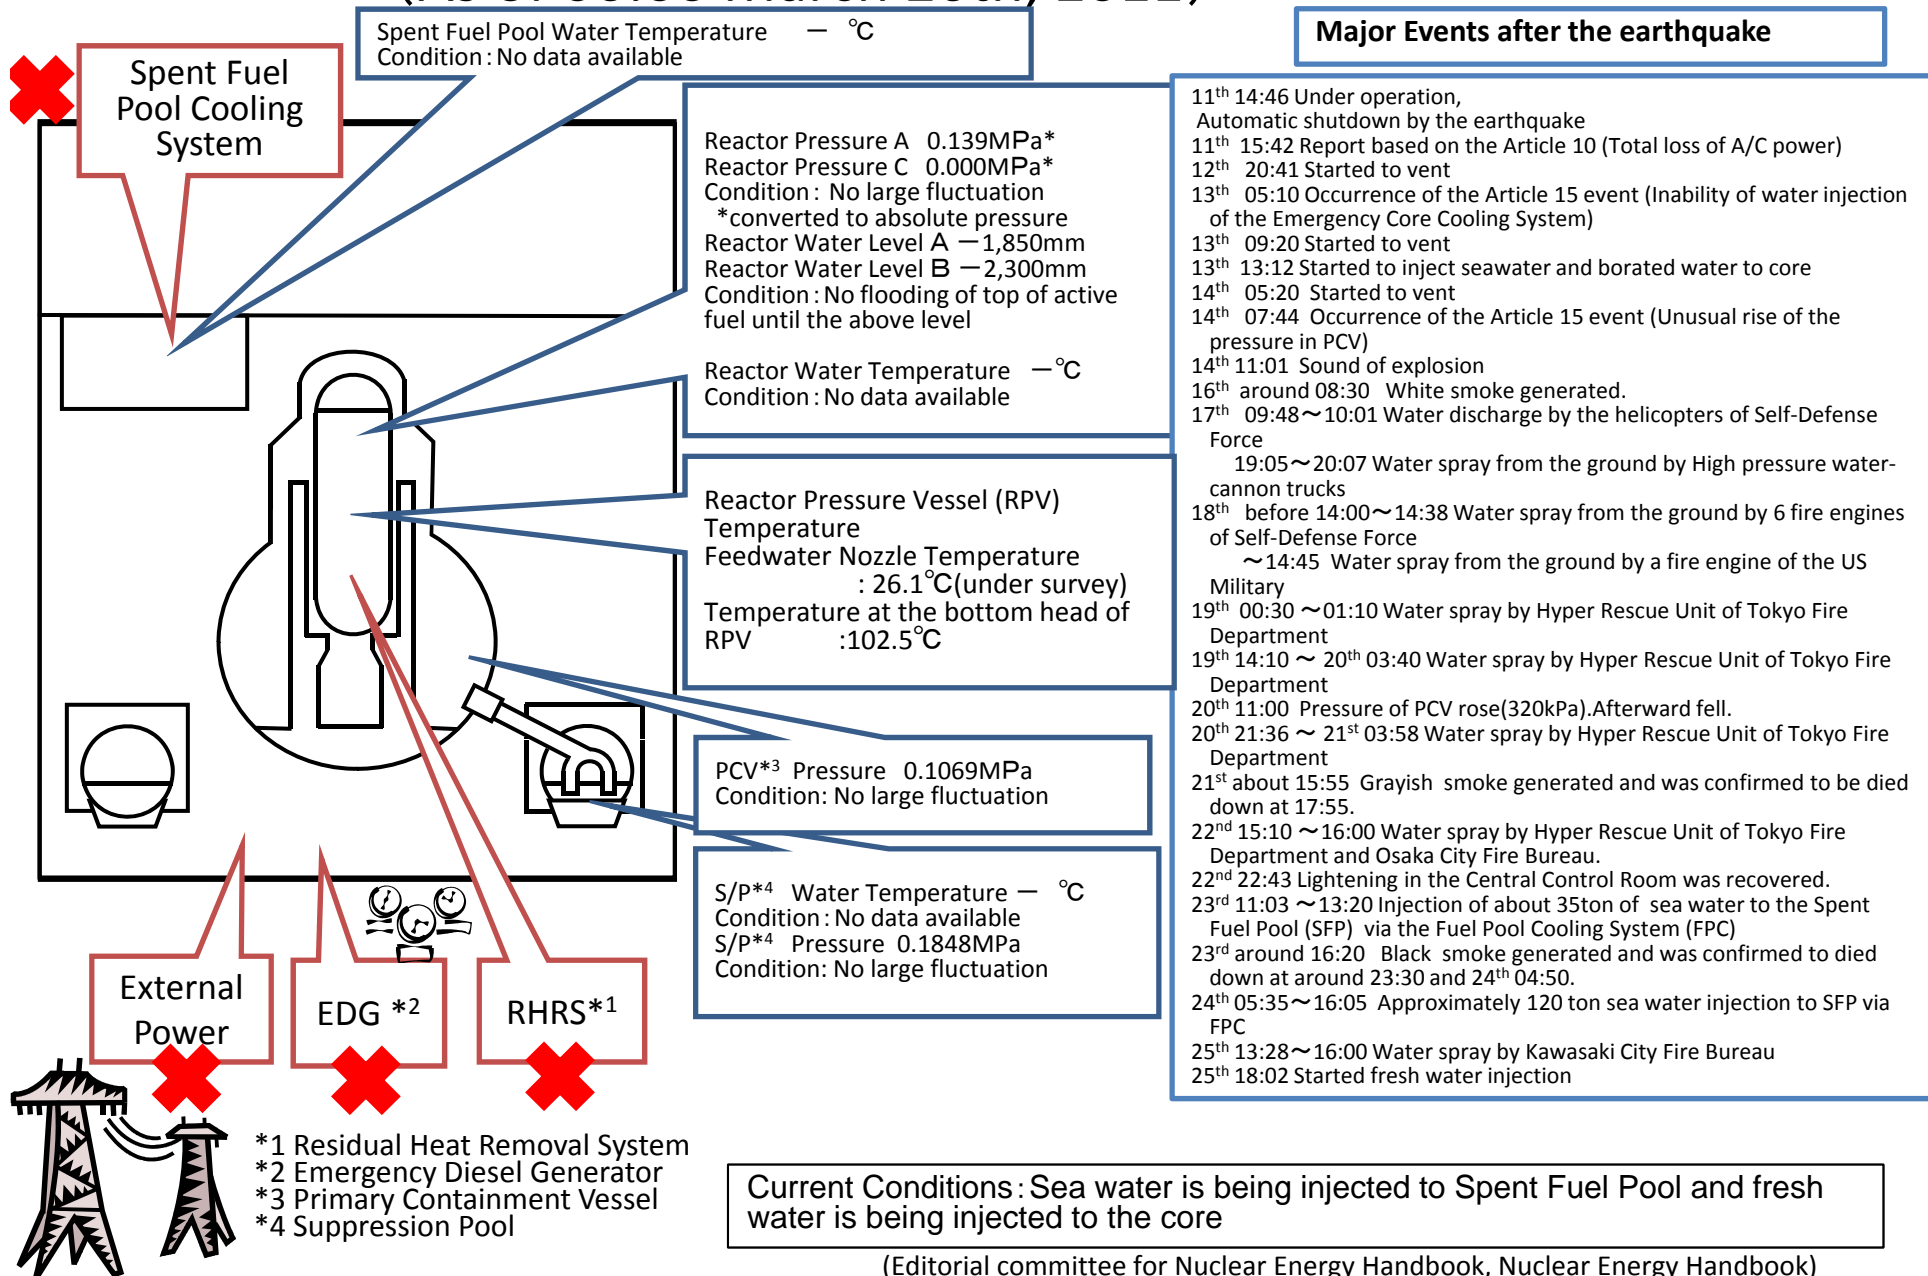 Spent Fuel Pool Water Temperature － ℃
Condition：No data available
Major Events after the earthquake
Spent Fuel
Pool Cooling
System
Reactor Pressure A 0.139MPa*
Reactor Pressure C 0.000MPa*
Condition： No large fluctuation
*converted to absolute pressure
Reactor Water Level A －1,850mm
Reactor Water Level B －2,300mm
Condition：No flooding of top of active
fuel until the above level
Reactor Water Temperature －℃
Condition：No data available
Reactor Pressure Vessel (RPV)
Temperature
Feedwater Nozzle Temperature
: 26.1℃(under survey)
Temperature at the bottom head of
RPV :102.5℃
PCV*3 Pressure 0.1069MPa
Condition: No large fluctuation
S/P*4 Water Temperature － ℃
Condition：No data available
S/P*4 Pressure 0.1848MPa
Condition: No large fluctuation
11th 14:46 Under operation,
Automatic shutdown by the earthquake
11th 15:42 Report based on the Article 10 (Total loss of A/C power)
12th 20:41 Started to vent
13th 05:10 Occurrence of the Article 15 event (Inability of water injection
of the Emergency Core Cooling System)
13th 09:20 Started to vent
13th 13:12 Started to inject seawater and borated water to core
14th 05:20 Started to vent
14th 07:44 Occurrence of the Article 15 event (Unusual rise of the
pressure in PCV)
14th 11:01 Sound of explosion
16th around 08:30 White smoke generated.
17th 09:48～10:01 Water discharge by the helicopters of Self-Defense
Force
19:05～20:07 Water spray from the ground by High pressure water-
cannon trucks
18th before 14:00～14:38 Water spray from the ground by 6 fire engines
of Self-Defense Force
～14:45 Water spray from the ground by a fire engine of the US
Military
19th 00:30 ～01:10 Water spray by Hyper Rescue Unit of Tokyo Fire
Department
19th 14:10 ～ 20th 03:40 Water spray by Hyper Rescue Unit of Tokyo Fire
Department
20th 11:00 Pressure of PCV rose(320kPa).Afterward fell.
20th 21:36 ～ 21st 03:58 Water spray by Hyper Rescue Unit of Tokyo Fire
Department
21st about 15:55 Grayish smoke generated and was confirmed to be died
down at 17:55.
22nd 15:10 ～16:00 Water spray by Hyper Rescue Unit of Tokyo Fire
Department and Osaka City Fire Bureau.
22nd 22:43 Lightening in the Central Control Room was recovered.
23rd 11:03 ～13:20 Injection of about 35ton of sea water to the Spent
Fuel Pool (SFP) via the Fuel Pool Cooling System (FPC)
23rd around 16:20 Black smoke generated and was confirmed to died
down at around 23:30 and 24th 04:50.
24th 05:35～16:05 Approximately 120 ton sea water injection to SFP via
FPC
25th 13:28～16:00 Water spray by Kawasaki City Fire Bureau
25th 18:02 Started fresh water injection
External
Power
EDG *2
RHRS*1
*1 Residual Heat Removal System
*2 Emergency Diesel Generator
*3 Primary Containment Vessel
*4 Suppression Pool
Current Conditions：Sea water is being injected to Spent Fuel Pool and fresh
water is being injected to the core
(Editorial committee for Nuclear Energy Handbook, Nuclear Energy Handbook)